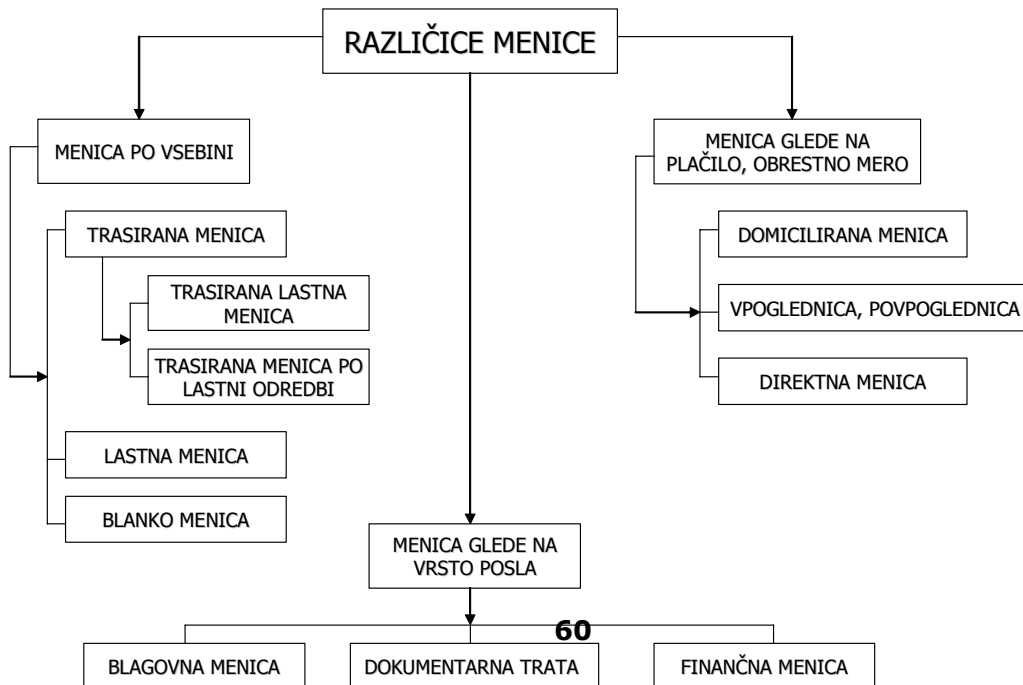 RAZLIČICE MENICE
MENICA PO VSEBINI
TRASIRANA MENICA
TRASIRANA LASTNA
MENICA
TRASIRANA MENICA PO
LASTNI ODREDBI
LASTNA MENICA
BLANKO MENICA
MENICA GLEDE NA
PLAČILO, OBRESTNO MERO
DOMICILIRANA MENICA
VPOGLEDNICA, POVPOGLEDNICA
DIREKTNA MENICA
MENICA GLEDE NA
VRSTO POSLA
60
BLAGOVNA MENICA
DOKUMENTARNA TRATA
FINANČNA MENICA